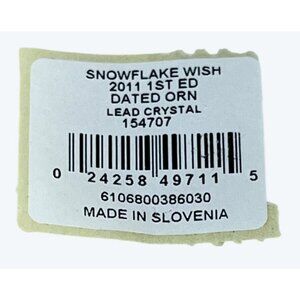 SNOWFLAKE WISH
2011 1ST ED
DATED ORN
LEAD CRYSTAL
154707
0 24258 49711 5
6106800386030
MADE IN SLOVENIA